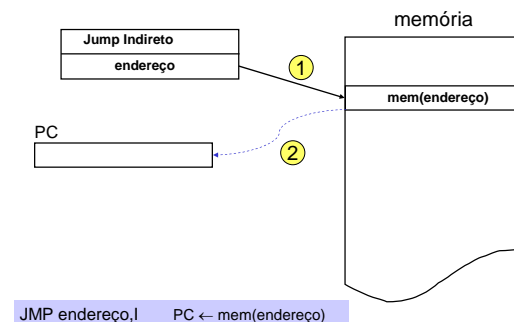 memória
Jump Indireto
endereço
1
mem(endereço)
PC
2
JMP endereço,I PC ← mem(endereço)